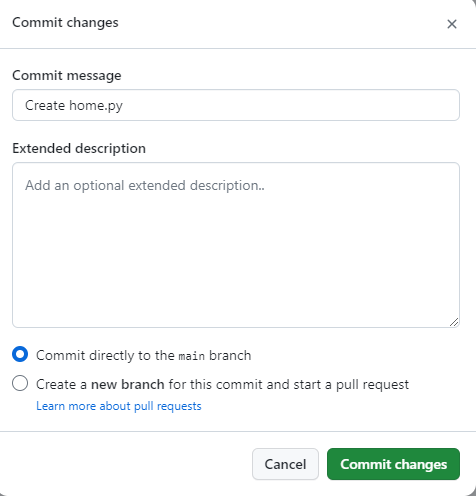 Commit changes
Commit message
Create home.py
Extended description
Add an optional extended description..
Commit directly to the main branch
Create a new branch for this commit and start a pull request
Learn more about pull requests
Cancel
Commit changes